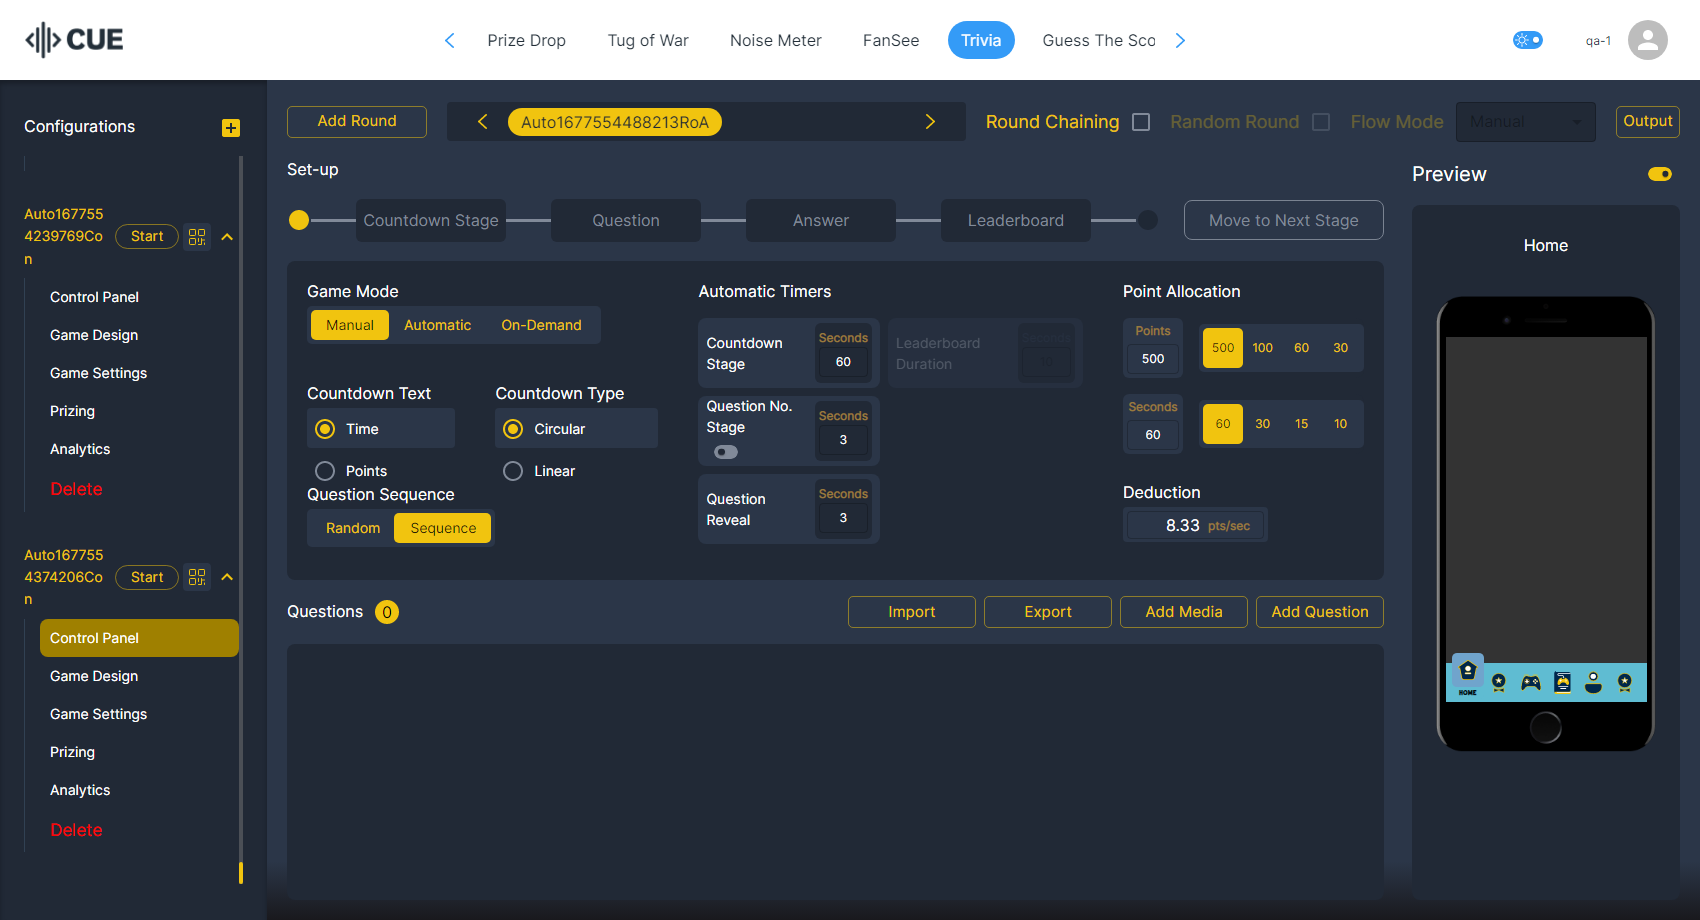 CUE
Prize Drop
Tug of War
Noise Meter
FanSee
Trivia
Guess The Sco
qa-1
Configurations
Add Round
Auto1677554488213RoA
Round Chaining
Random Round
Flow Mode
Manual
Output
Auto167755
4239769Co
n
Start
Control Panel
Game Design
Game Settings
Prizing
Analytics
Delete
Auto167755
4374206Co
n
Start
Control Panel
Game Design
Game Settings
Prizing
Analytics
Delete
Set-up
Countdown Stage
Question
Answer
Leaderboard
Move to Next Stage
Game Mode
Manual
Automatic
On-Demand
Countdown Text
Time
Points
Countdown Type
Circular
Linear
Question Sequence
Random
Sequence
Automatic Timers
Countdown
Stage
Seconds
60
Leaderboard
Duration
Seconds
10
Question No.
Stage
Seconds
3
Question
Reveal
Seconds
3
Point Allocation
Points
500
500
100
60
30
Seconds
60
60
30
15
10
Deduction
8.33 pts/sec
Questions
0
Import
Export
Add Media
Add Question
Preview
Home
HOME